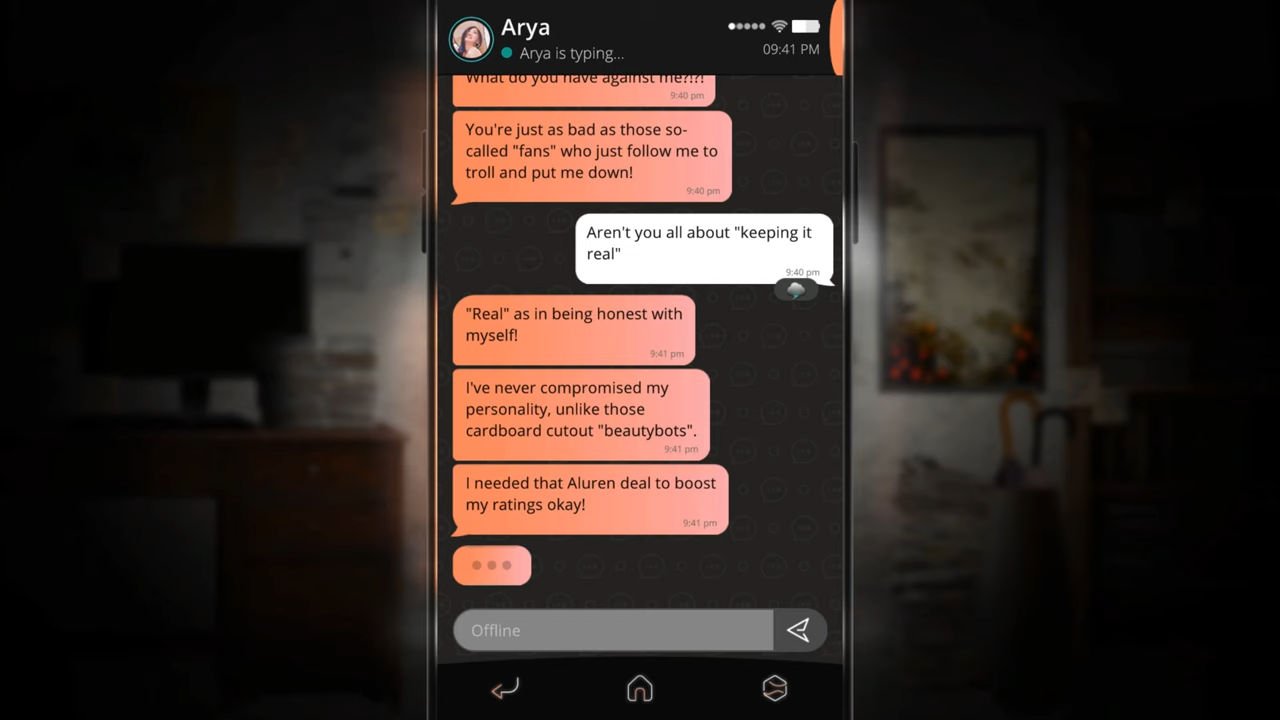 Arya
Arya is typing...
09:41 PM
What do you have against me?!?!
9:40 pm
You're just as bad as those so-
called "fans" who just follow me to
troll and put me down!
9:40 pm
Aren't you all about "keeping it
real"
9:40 pm
"Real" as in being honest with
myself!
9:41 pm
I've never compromised my
personality, unlike those
cardboard cutout "beautybots".
9:41 pm
I needed that Aluren deal to boost
my ratings okay!
9:41 pm
Offline